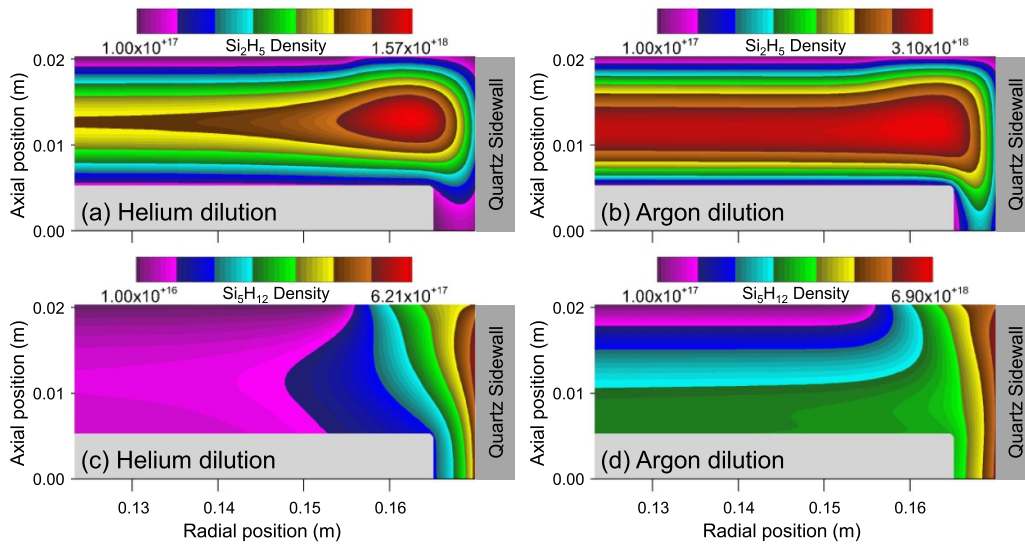 1.00x10+17 Si2H5 Density 1.57x10+18
0.02
0.01
0.00
Axial position (m)
(a) Helium dilution
Quartz Sidewall
1.00x10+17 Si2H5 Density 3.10x10+18
0.02
0.01
0.00
Axial position (m)
(b) Argon dilution
Quartz Sidewall
1.00x10+16 Si5H12 Density 6.21x10+17
0.02
0.01
0.00
Axial position (m)
(c) Helium dilution
Quartz Sidewall
0.13 0.14 0.15 0.16
Radial position (m)
1.00x10+17 Si5H12 Density 6.90x10+18
0.02
0.01
0.00
Axial position (m)
(d) Argon dilution
Quartz Sidewall
0.13 0.14 0.15 0.16
Radial position (m)